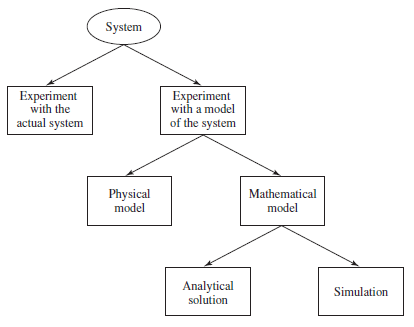 System
Experiment
with the
actual system
Experiment
with a model
of the system
Physical
model
Mathematical
model
Analytical
solution
Simulation